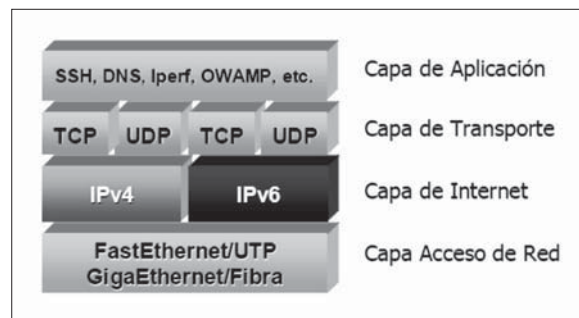 SSH, DNS, Iperf, OWAMP, etc. Capa de Aplicación
TCP UDP TCP UDP Capa de Transporte
IPv4 IPv6 Capa de Internet
FastEthernet/UTP
GigaEthernet/Fibra
Capa Acceso de Red